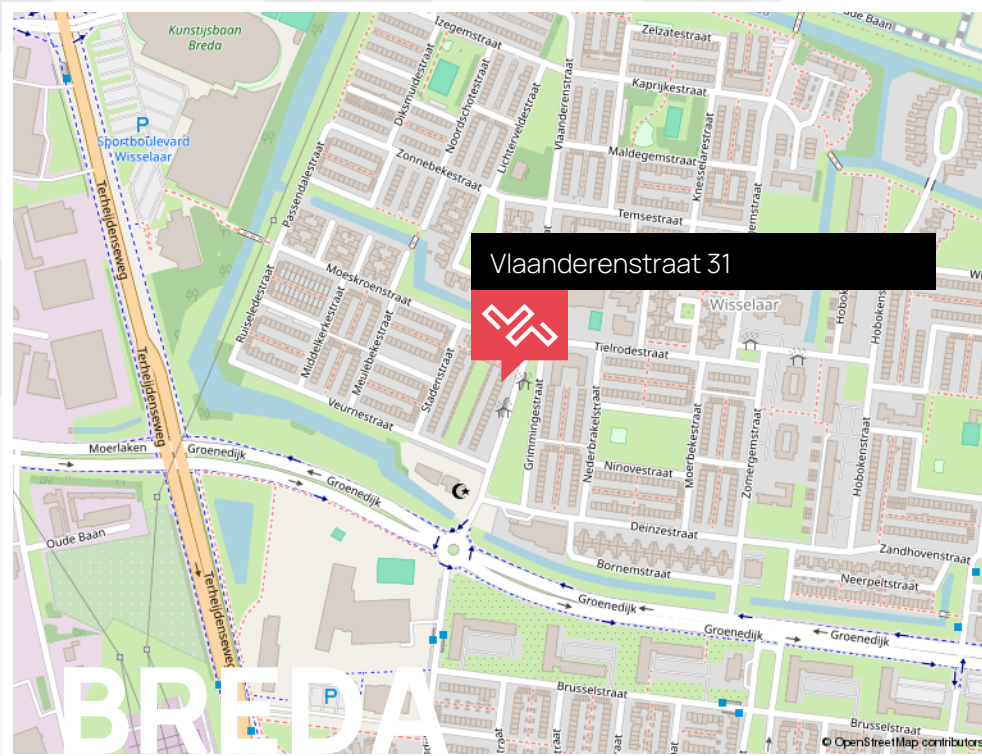 Kunstijsbaan
Breda
P
Sportboulevard
Wisselaar
Izegemstraat
Zelzatestraat
Oude Baan
Diksmuidestraat
Noordschotestraat
Lichterveldestraat
Vlaanderenstraat
Kaprijkestraat
Zonnebekestraat
Maldegemstraat
Knesselarestraat
Passendalestraat
Temsestraat
Terheijdenseweg
Vlaanderenstraat 31
Ruiseledestraat
Moeskroenstraat
Middelkerkestraat
Meulebekestraat
Stadenstraat
Wisselaar
Tielrodestraat
Terheijdenseweg
Veurnestraat
Grimmingestraat
Nederbrakelstraat
Moerbekestraat
Zomergemstraat
Hobokenstraat
Moerlaken
Groenedijk
Ninovestraat
Groenedijk
Deinzestraat
Oude Baan
Zandhovenstraat
Bornemstraat
Neerpeltstraat
Terheijdenseweg
Groenedijk
Groenedijk
Groenedijk
P
Brusselstraat
Brusselstraat
BREDA
© OpenStreetMap contributors